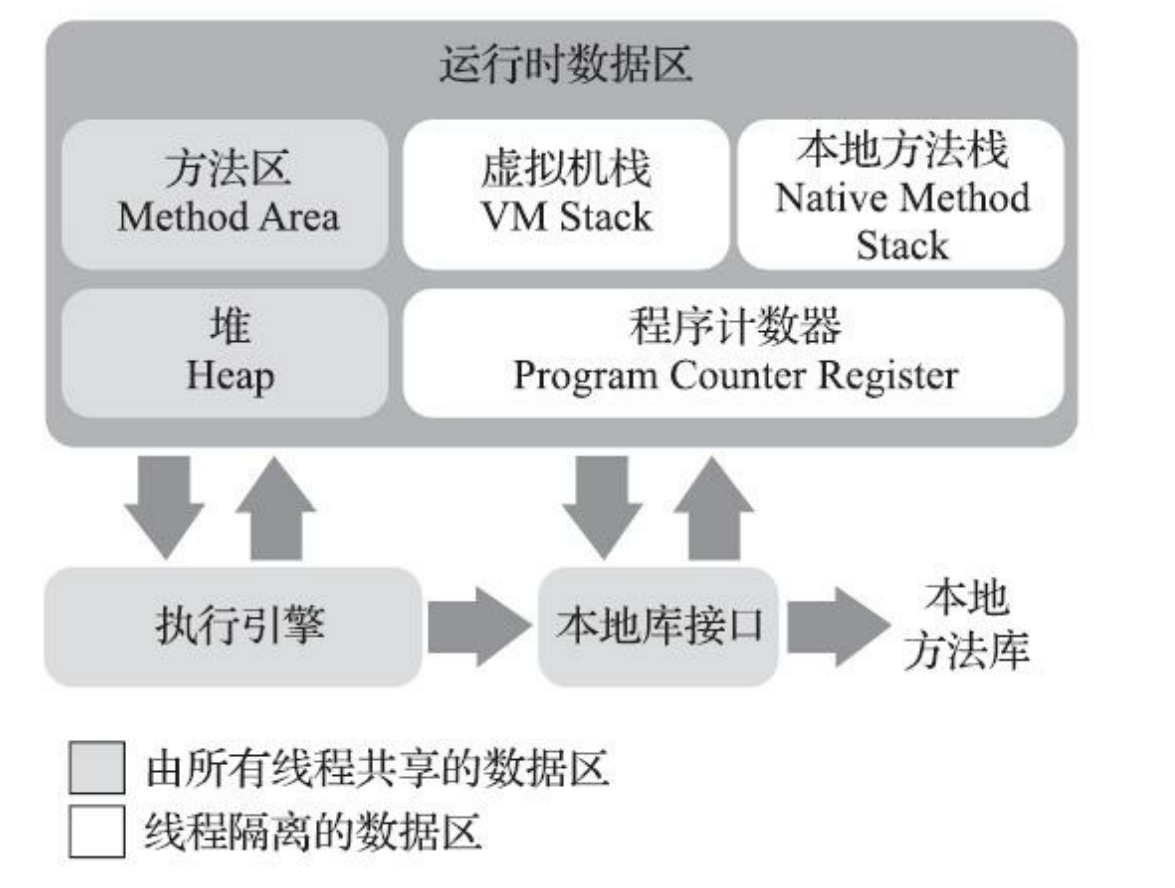 运行时数据区
方法区
Method Area
虚拟机栈
VM Stack
本地方法栈
Native Method
Stack
堆
Heap
程序计数器
Program Counter Register
执行引擎
本地库接口
本地
方法库
由所有线程共享的数据区
线程隔离的数据区